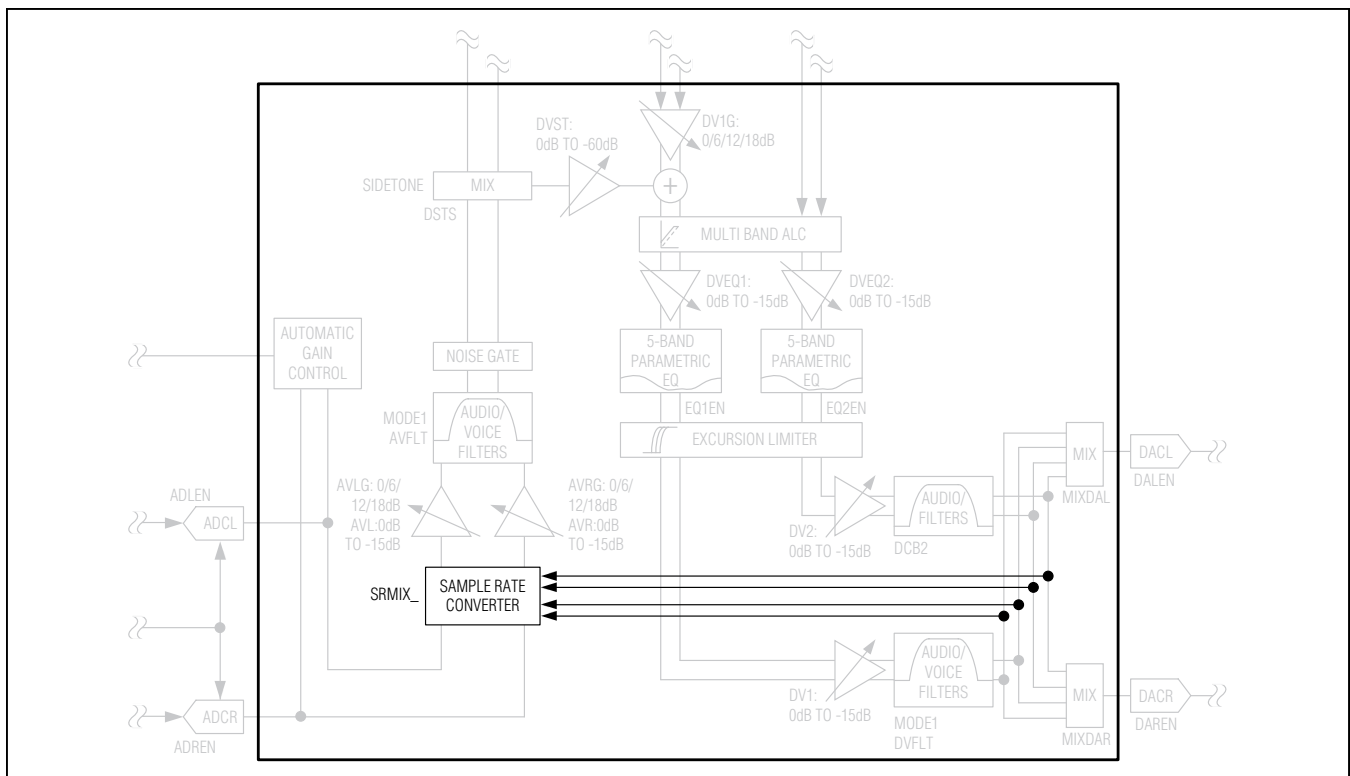 DVST:
0dB TO -60dB
DV1G:
0/6/12/18dB
SIDETONE
MIX
DSTS
+
MULTI BAND ALC
DVEQ1:
0dB TO -15dB
DVEQ2:
0dB TO -15dB
AUTOMATIC
GAIN
CONTROL
NOISE GATE
5-BAND
PARAMETRIC
EQ
5-BAND
PARAMETRIC
EQ
EQ1EN
EQ2EN
MODE1
AVFLT
AUDIO/
VOICE
FILTERS
EXCURSION LIMITER
MIX
MIXDAL
DACL
DALEN
ADLEN
ADCL
AVLG: 0/6/
12/18dB
AVL:0dB
TO -15dB
AVRG: 0/6/
12/18dB
AVR:0dB
TO -15dB
DV2:
0dB TO -15dB
AUDIO/
FILTERS
DCB2
SRMIX_
SAMPLE RATE
CONVERTER
ADCR
ADREN
DV1:
0dB TO -15dB
AUDIO/
VOICE
FILTERS
MODE1
DVFLT
MIX
MIXDAR
DACR
DAREN